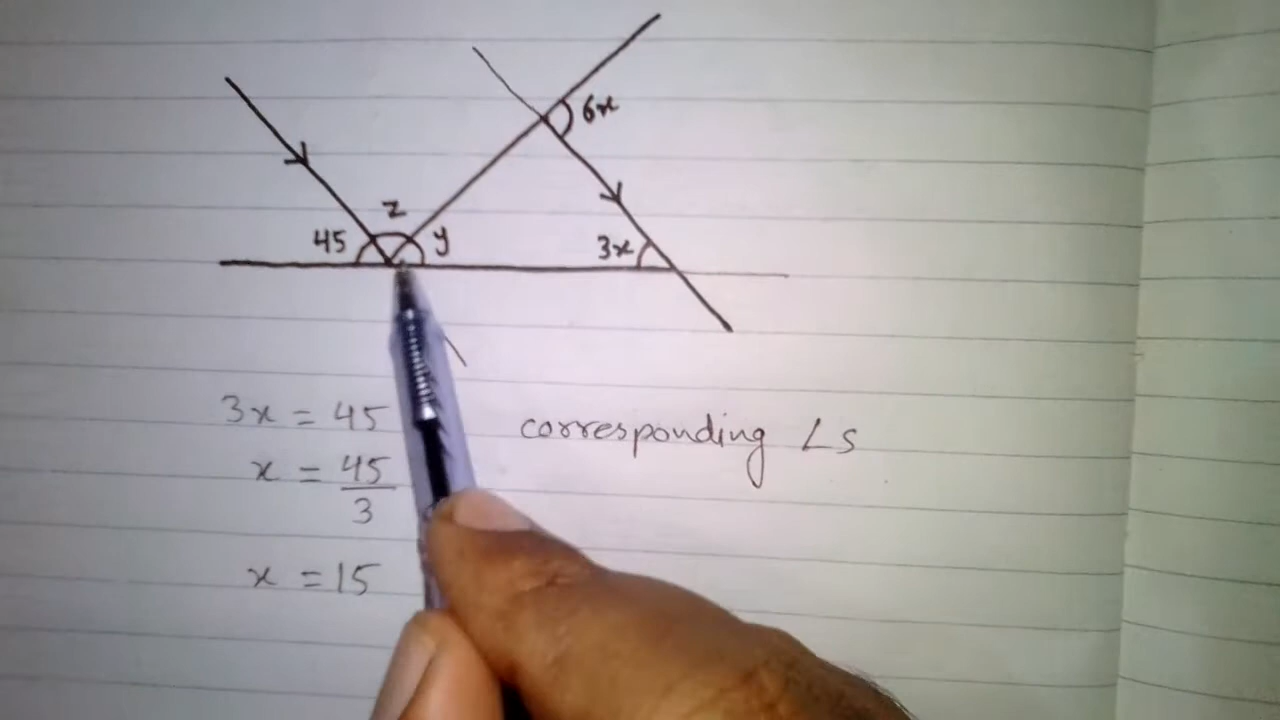 6x
z
45 y 3x
3x = 45 corresponding ∠s
x = 45/3
x = 15